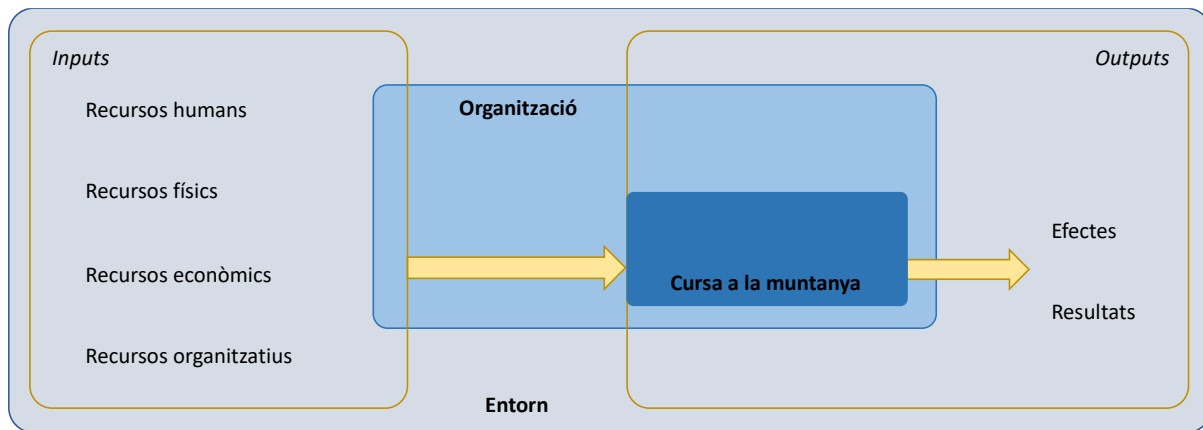 Inputs
Outputs
Recursos humans
Organització
Recursos físics
Efectes
Recursos econòmics
Cursa a la muntanya
Resultats
Recursos organitzatius
Entorn